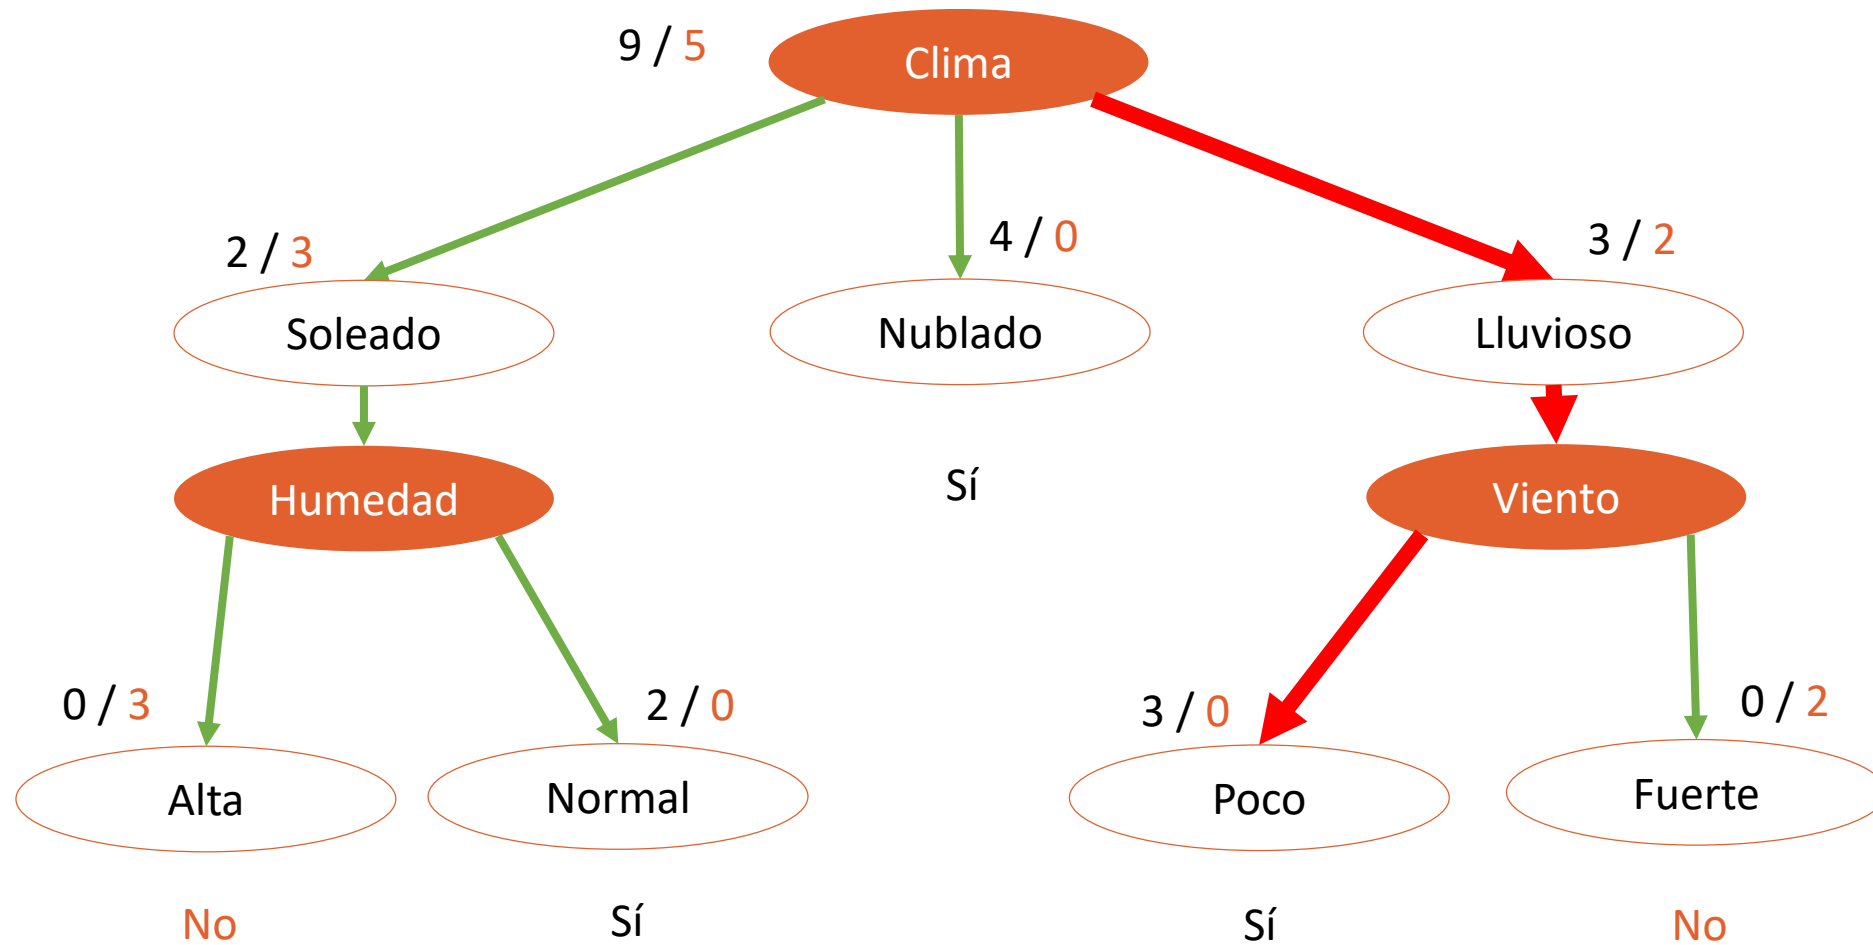 9 / 5
Clima
2 / 3
4 / 0
3 / 2
Soleado
Nublado
Lluvioso
Humedad
Sí
Viento
0 / 3
2 / 0
3 / 0
0 / 2
Alta
Normal
Poco
Fuerte
No
Sí
Sí
No